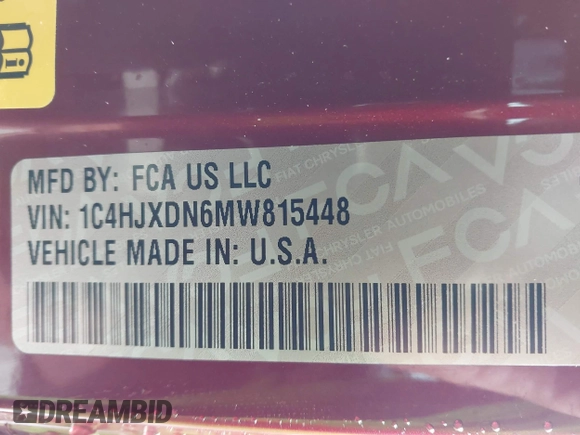 MFD BY: FCA US LLC
VIN: 1C4HJXDN6MW815448
VEHICLE MADE IN: U.S.A.
DREAMBID